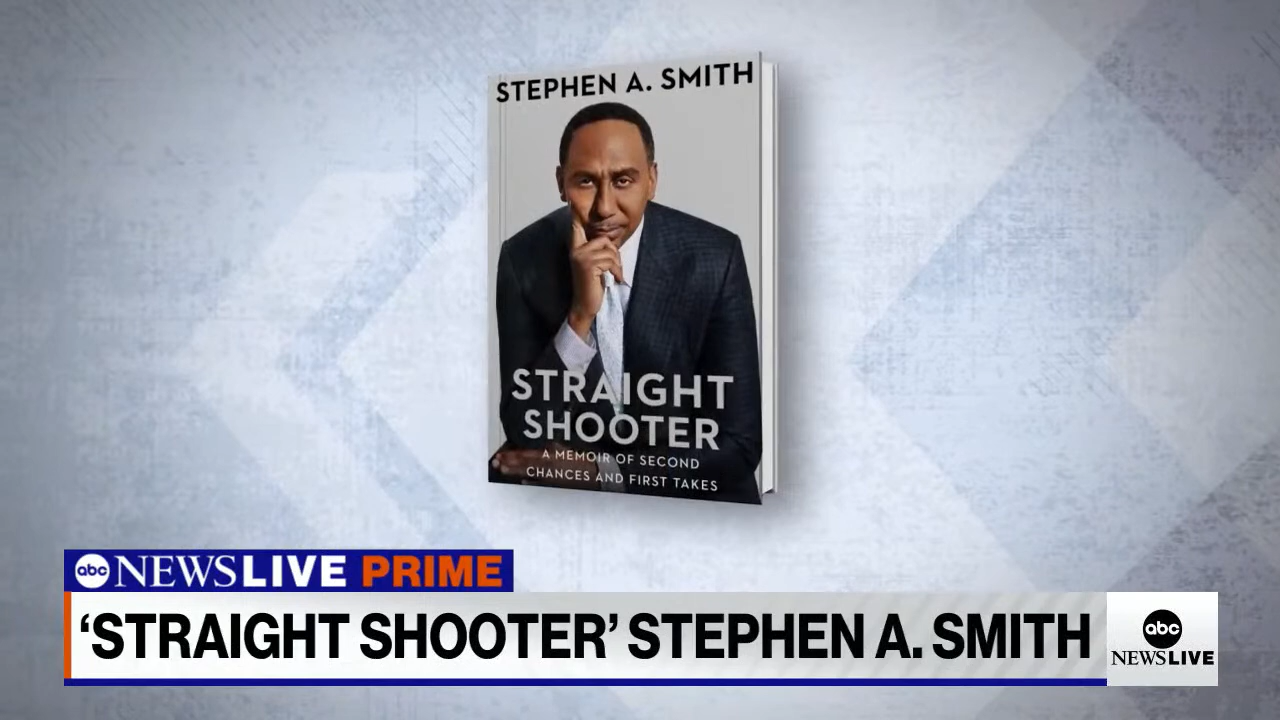 STEPHEN A. SMITH
STRAIGHT
SHOOTER
A MEMOIR OF SECOND
CHANCES AND FIRST TAKES
abc NEWS LIVE PRIME
‘STRAIGHT SHOOTER’ STEPHEN A. SMITH
abc
NEWS LIVE